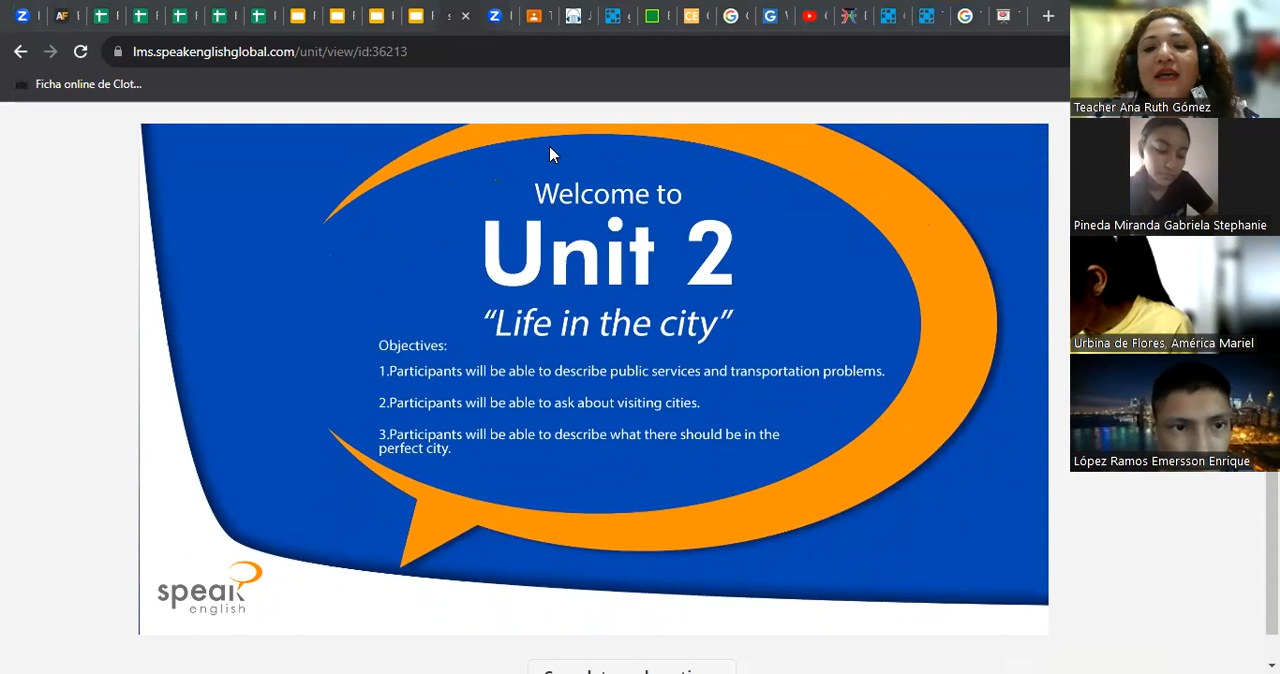 lms.speakenglishglobal.com/unit/view/id:36213
Ficha online de Clot...
Welcome to
Unit 2
“Life in the city”
Objectives:
1.Participants will be able to describe public services and transportation problems.
2.Participants will be able to ask about visiting cities.
3.Participants will be able to describe what there should be in the
perfect city.
speak
english
Teacher Ana Ruth Gómez
Pineda Miranda Gabriela Stephanie
Urbina de Flores, América Mariel
López Ramos Emersson Enrique